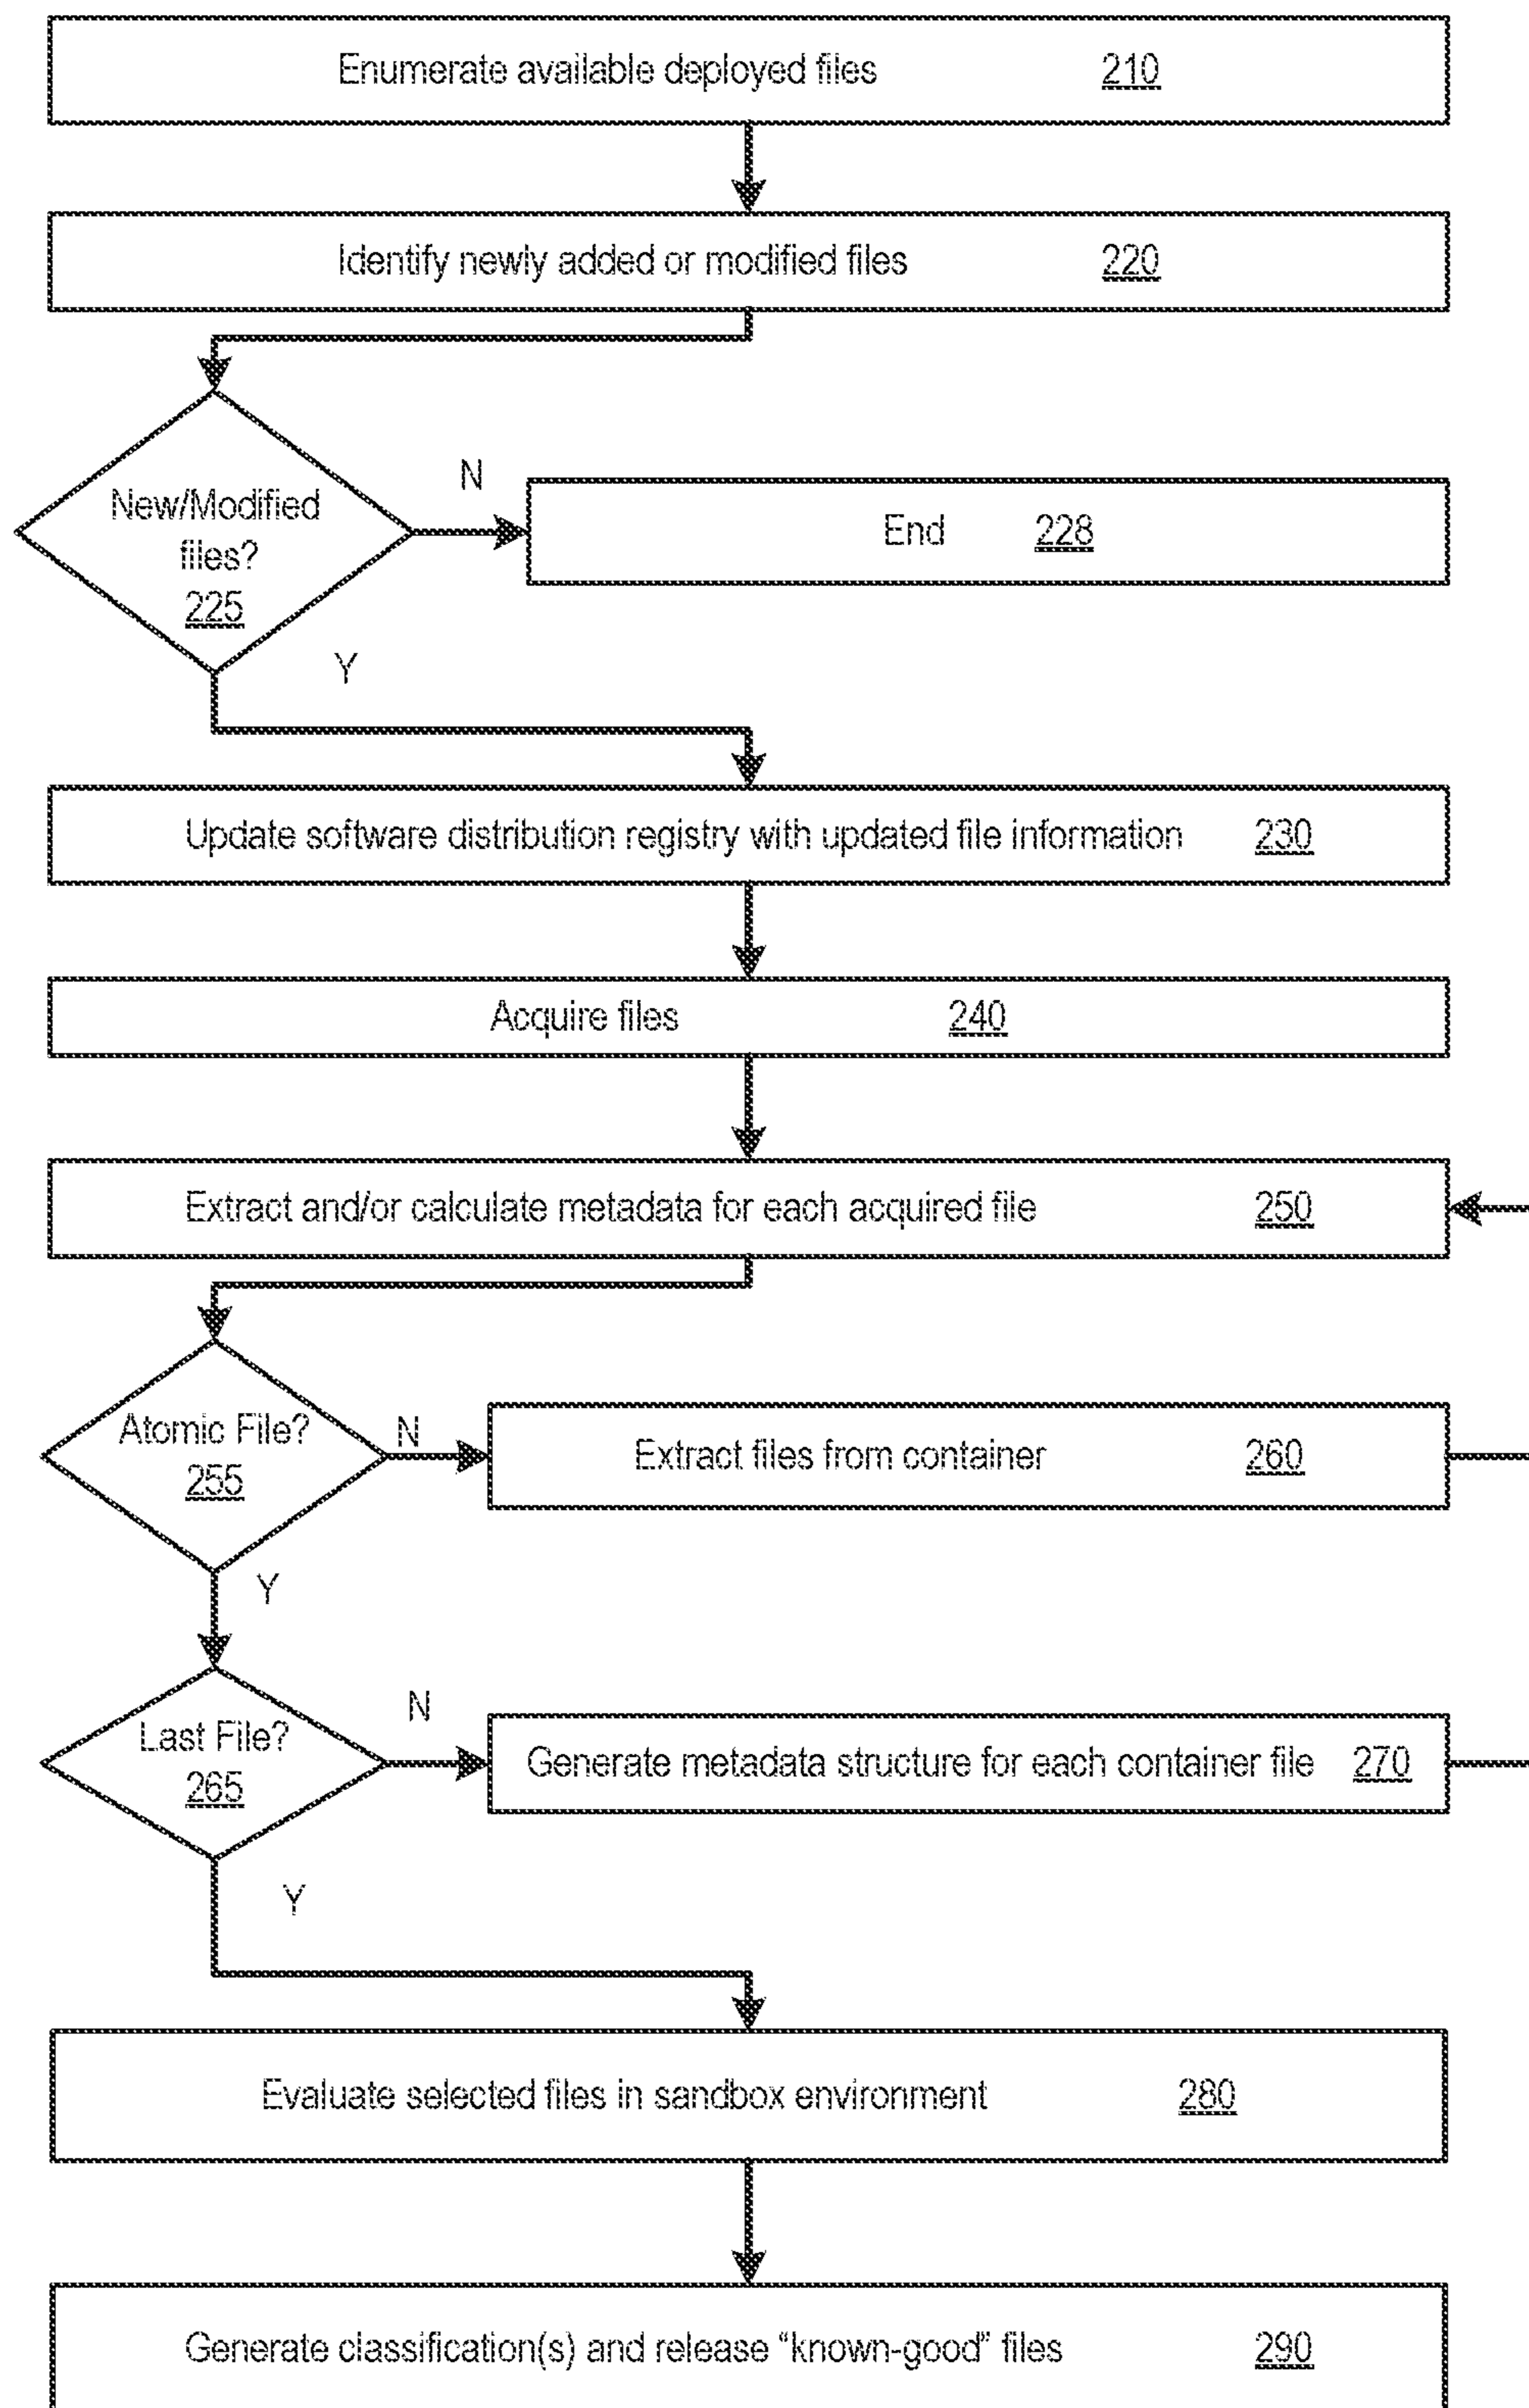 Enumerate available deployed files 210
Identify newly added or modified files 220
New/Modified
files?
225
N
End 228
Y
Update software distribution registry with updated file information 230
Acquire files 240
Extract and/or calculate metadata for each acquired file 250
Atomic File?
255
N
Extract files from container 260
Y
Last File?
265
N
Generate metadata structure for each container file 270
Y
Evaluate selected files in sandbox environment 280
Generate classification(s) and release “known-good” files 290